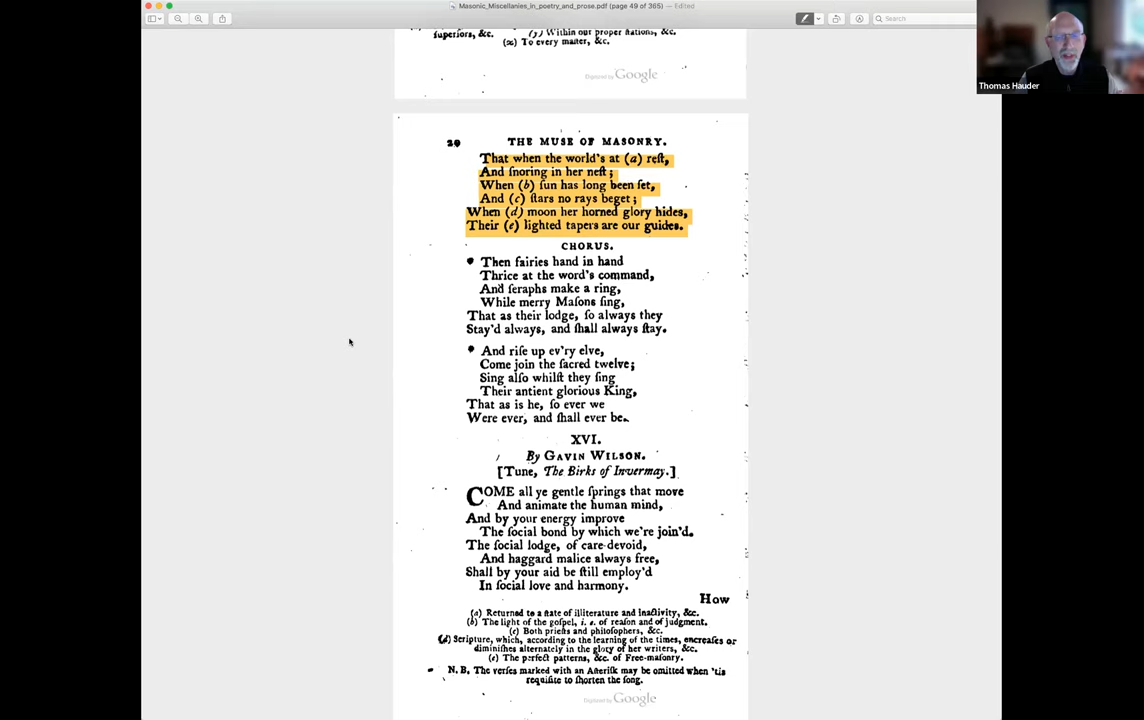 Masonic_Miscellanies_in_poetry_and_prose.pdf (page 49 of 365) — Edited
Search
Thomas Hauder
ſuperiors, &c. (y) Within our proper ſtations, &c.
(z) To every maſter, &c.
Digitized by Google
20 THE MUSE OF MASONRY.
That when the world's at (a) reſt,
And ſnoring in her neſt ;
When (b) ſun has long been ſet,
And (c) ſtars no rays beget ;
When (d) moon her horned glory hides,
Their (e) lighted tapers are our guides.
CHORUS.
* Then fairies hand in hand
Thrice at the word's command,
And ſeraphs make a ring,
While merry Maſons ſing,
That as their lodge, ſo always they
Stay'd always, and ſhall always ſtay.
* And riſe up ev'ry elve,
Come join the ſacred twelve;
Sing alſo whilſt they ſing
Their antient glorious King,
That as is he, ſo ever we
Were ever, and ſhall ever be.
XVI.
By GAVIN WILSON.
[Tune, The Birks of Invermay.]
COME all ye gentle ſprings that move
And animate the human mind,
And by your energy improve
The ſocial bond by which we're join'd.
The ſocial lodge, of care-devoid,
And haggard malice always free,
Shall by your aid be ſtill employ'd
In ſocial love and harmony.
How
(a) Returned to a ſtate of illiterature and inactivity, &c.
(b) The light of the goſpel, i. e. of reaſon and of judgment.
(c) Both prieſts and philoſophers, &c.
(d) Scripture, which, according to the learning of the times, encreaſes or
diminiſhes alternately in the glory of her writers, &c.
(e) The perfect patterns, &c. of Free-maſonry.
N. B. The verſes marked with an Aſteriſk may be omitted when 'tis
requiſite to ſhorten the ſong.
Digitized by Google